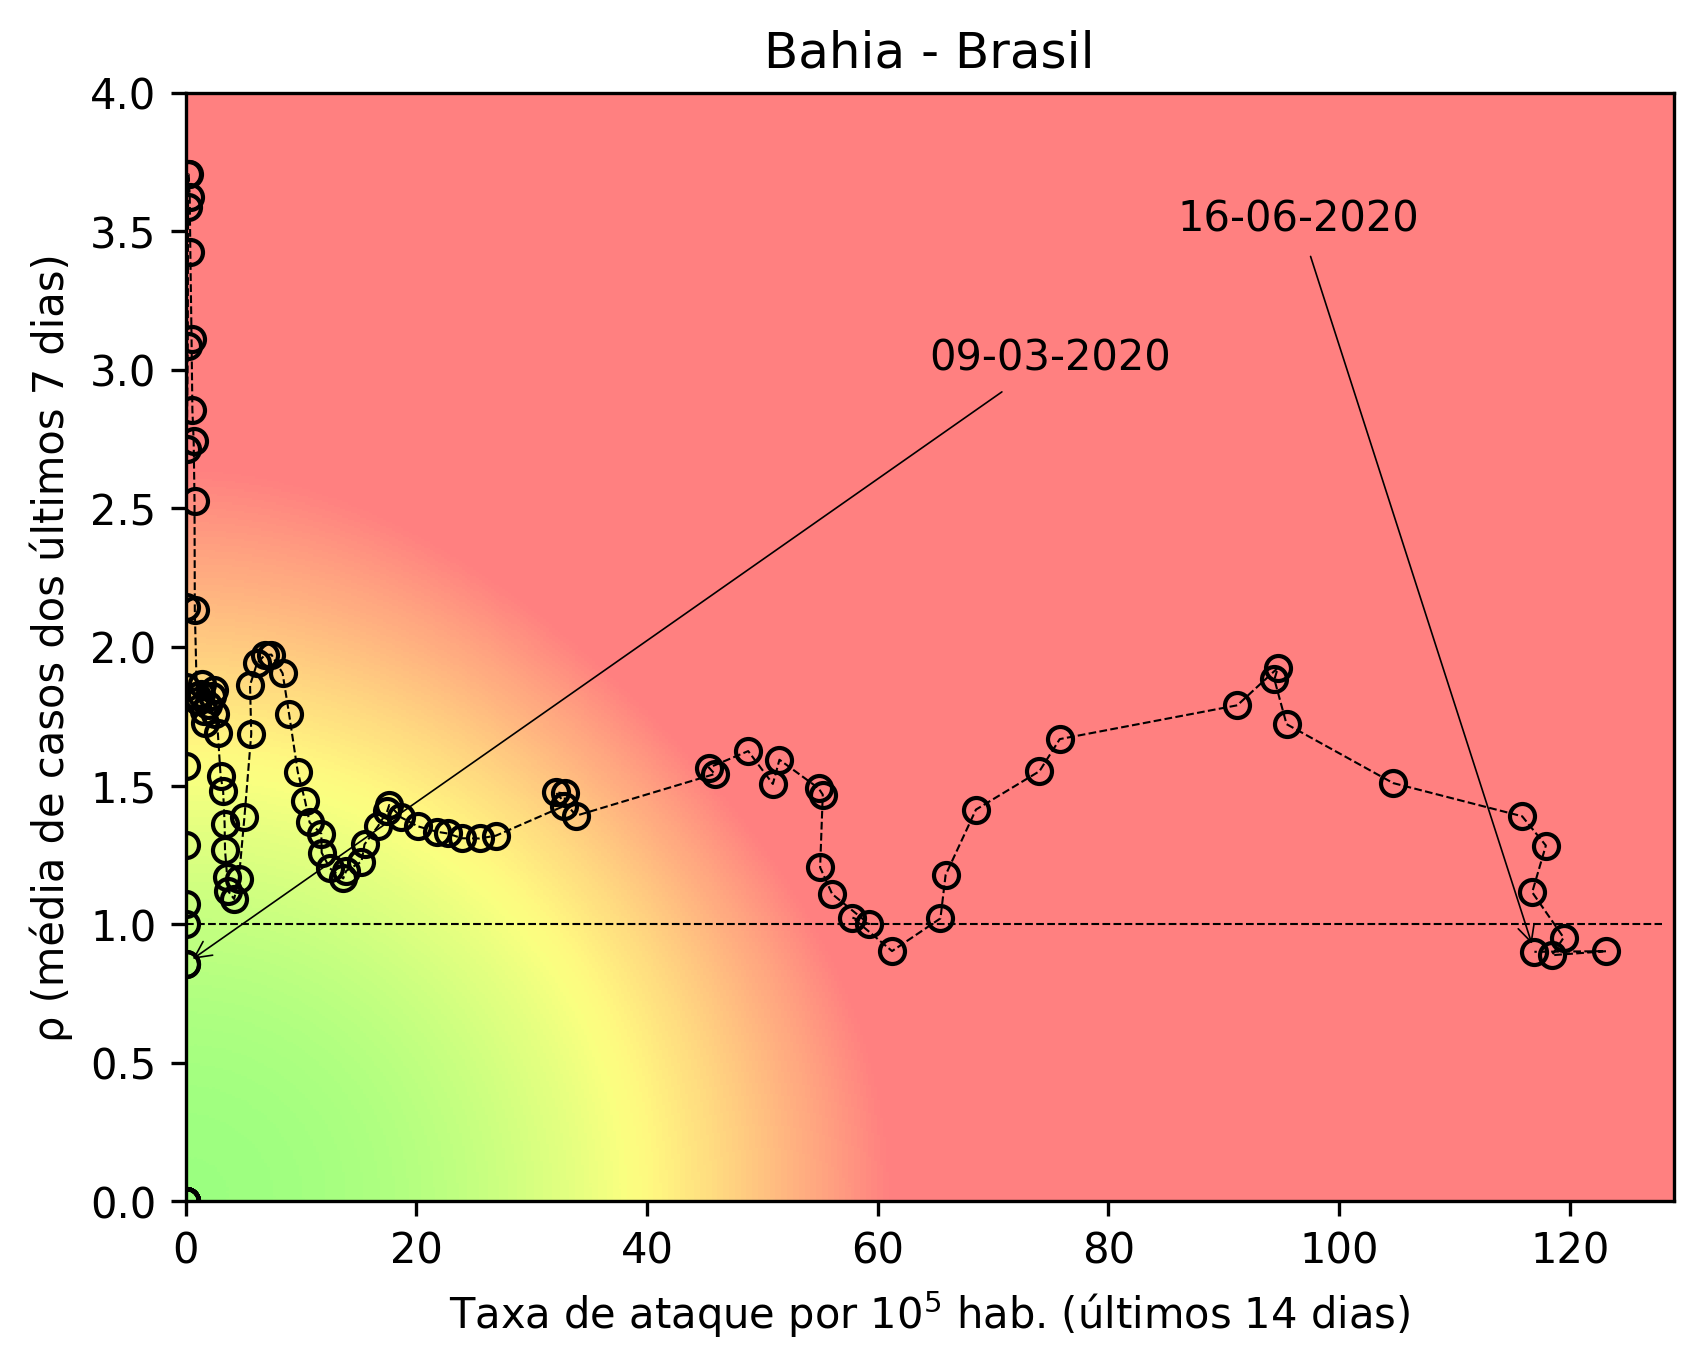 Bahia - Brasil
4.0
3.5
3.0
2.5
2.0
1.5
1.0
0.5
0.0
ρ (média de casos dos últimos 7 dias)
16-06-2020
09-03-2020
0 20 40 60 80 100 120
Taxa de ataque por 10⁵ hab. (últimos 14 dias)